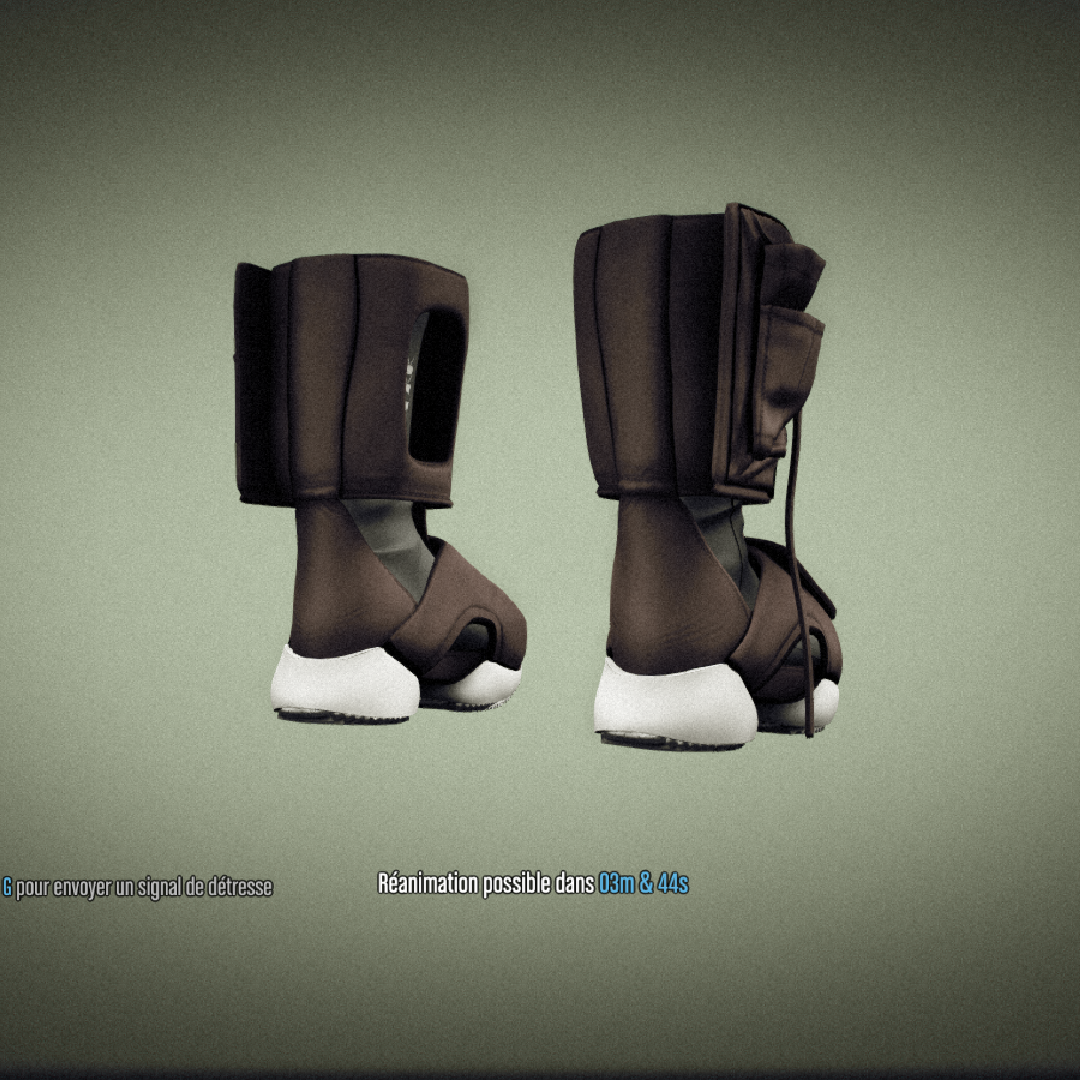 G pour envoyer un signal de détresse
Réanimation possible dans 03m & 44s